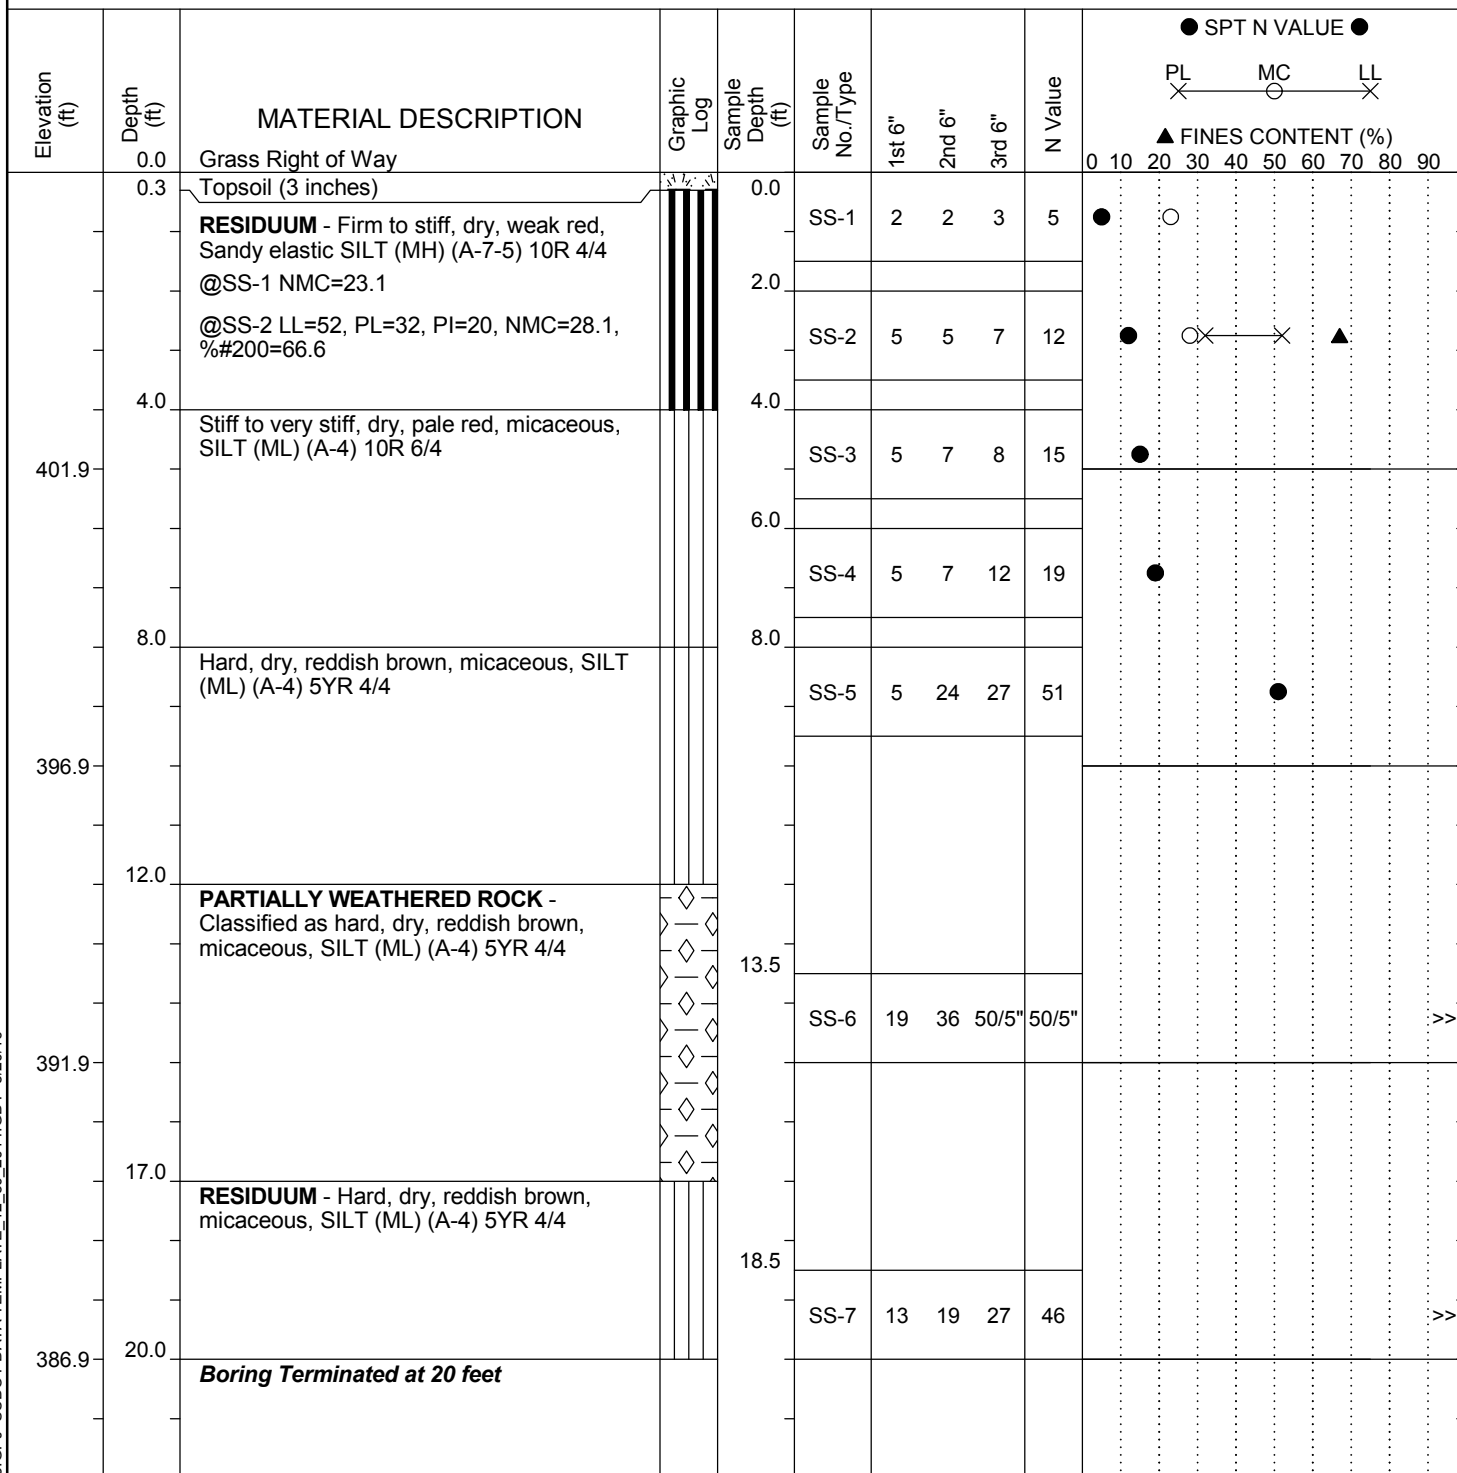 ● SPT N VALUE ●
PL MC LL
▲ FINES CONTENT (%)
0 10 20 30 40 50 60 70 80 90
Elevation (ft)
Depth (ft)
MATERIAL DESCRIPTION
Graphic Log
Sample Depth (ft)
Sample No./Type
1st 6"
2nd 6"
3rd 6"
N Value
0.0 Grass Right of Way
0.3 Topsoil (3 inches) 0.0
RESIDUUM - Firm to stiff, dry, weak red,
Sandy elastic SILT (MH) (A-7-5) 10R 4/4
SS-1 2 2 3 5
@SS-1 NMC=23.1
2.0
@SS-2 LL=52, PL=32, PI=20, NMC=28.1,
%#200=66.6
SS-2 5 5 7 12
4.0 4.0
Stiff to very stiff, dry, pale red, micaceous,
SILT (ML) (A-4) 10R 6/4
SS-3 5 7 8 15
401.9
6.0
SS-4 5 7 12 19
8.0 8.0
Hard, dry, reddish brown, micaceous, SILT
(ML) (A-4) 5YR 4/4
SS-5 5 24 27 51
396.9
12.0
PARTIALLY WEATHERED ROCK -
Classified as hard, dry, reddish brown,
micaceous, SILT (ML) (A-4) 5YR 4/4
13.5
SS-6 19 36 50/5" 50/5" >>
391.9
17.0
RESIDUUM - Hard, dry, reddish brown,
micaceous, SILT (ML) (A-4) 5YR 4/4
18.5
SS-7 13 19 27 46 >>
386.9 20.0
Boring Terminated at 20 feet